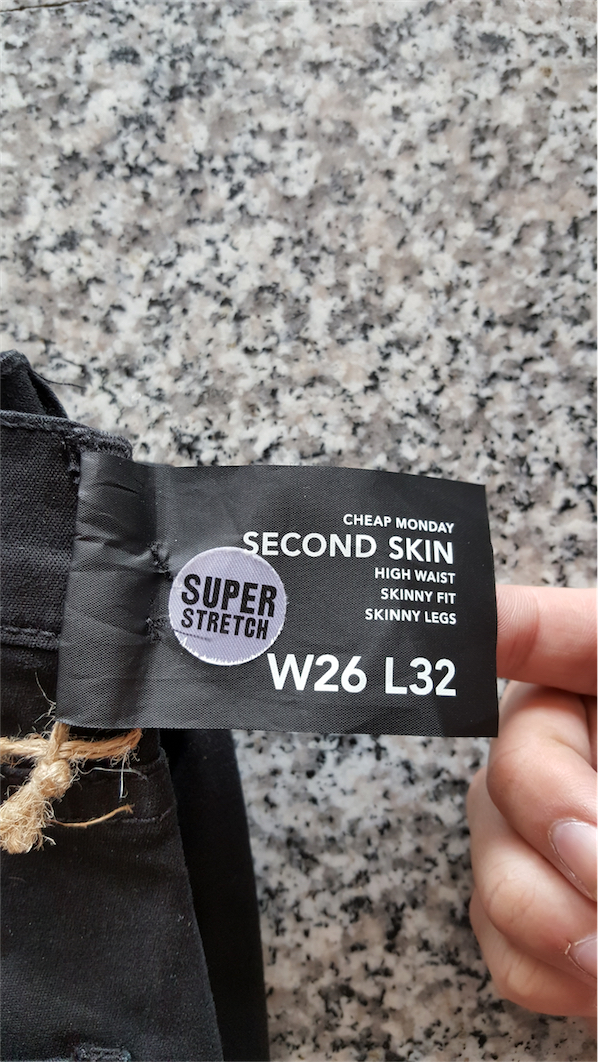 CHEAP MONDAY
SECOND SKIN
HIGH WAIST
SKINNY FIT
SKINNY LEGS
SUPER
STRETCH
W26 L32